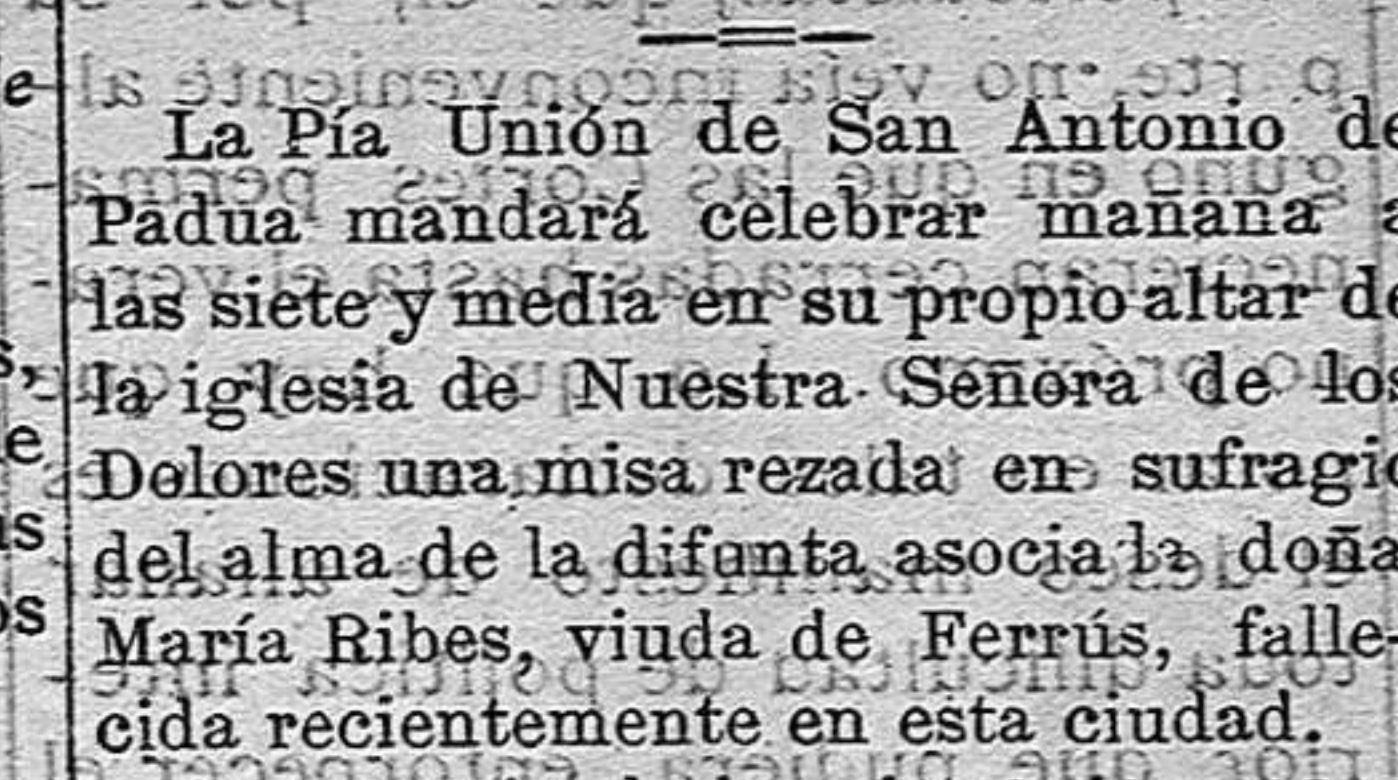 La Pía Unión de San Antonio de
Padua mandará celebrar mañana a
las siete y media en su propio altar de
la iglesia de Nuestra Señora de los
Dolores una misa rezada en sufragio
del alma de la difunta asociada doña
María Ribes, viuda de Ferrús, falle-
cida recientemente en esta ciudad.